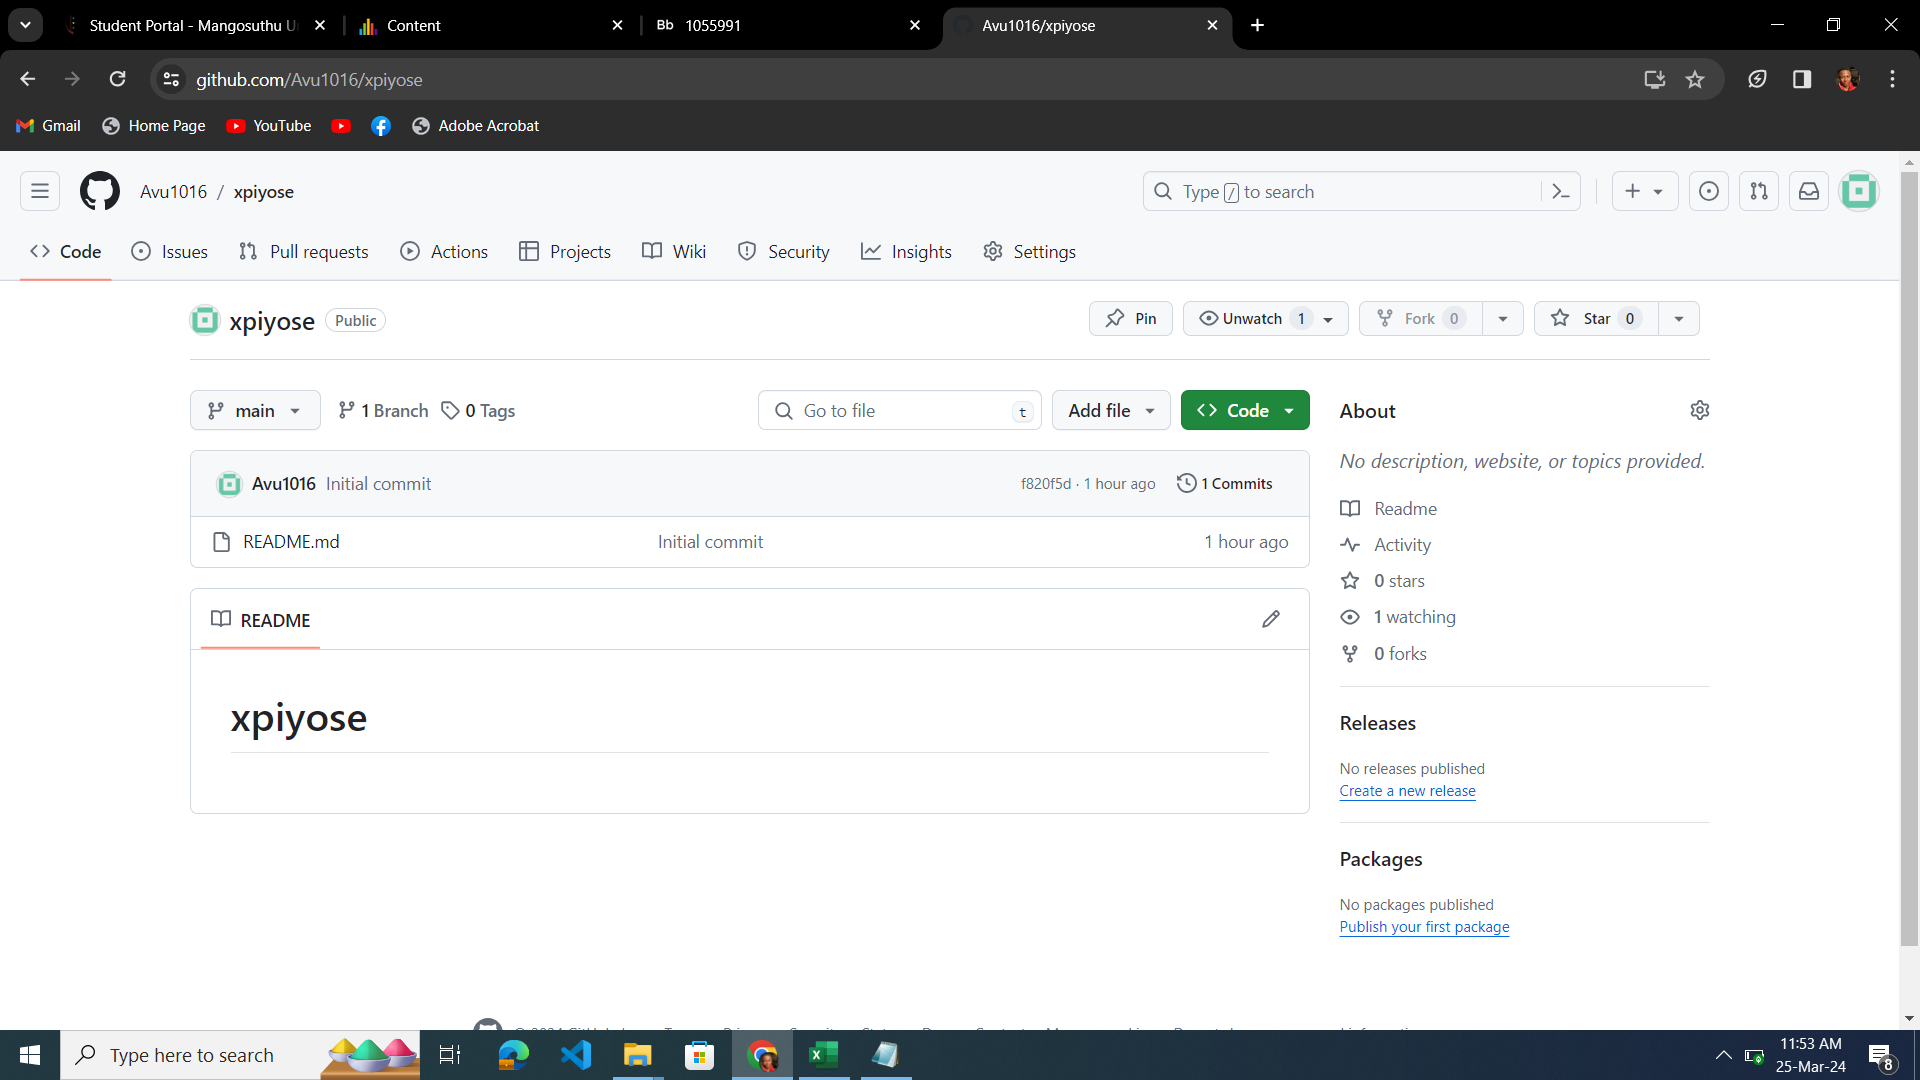 Student Portal - Mangosuthu U
Content
Bb 1055991
Avu1016/xpiyose
github.com/Avu1016/xpiyose
Gmail Home Page YouTube Adobe Acrobat
Avu1016 / xpiyose
Type / to search
Code Issues Pull requests Actions Projects Wiki Security Insights Settings
xpiyose Public
Pin Unwatch 1 Fork 0 Star 0
main 1 Branch 0 Tags Go to file t Add file Code
Avu1016 Initial commit f820f5d · 1 hour ago 1 Commits
README.md Initial commit 1 hour ago
README
xpiyose
About
No description, website, or topics provided.
Readme
Activity
0 stars
1 watching
0 forks
Releases
No releases published
Create a new release
Packages
No packages published
Publish your first package
Type here to search
11:53 AM
25-Mar-24
8